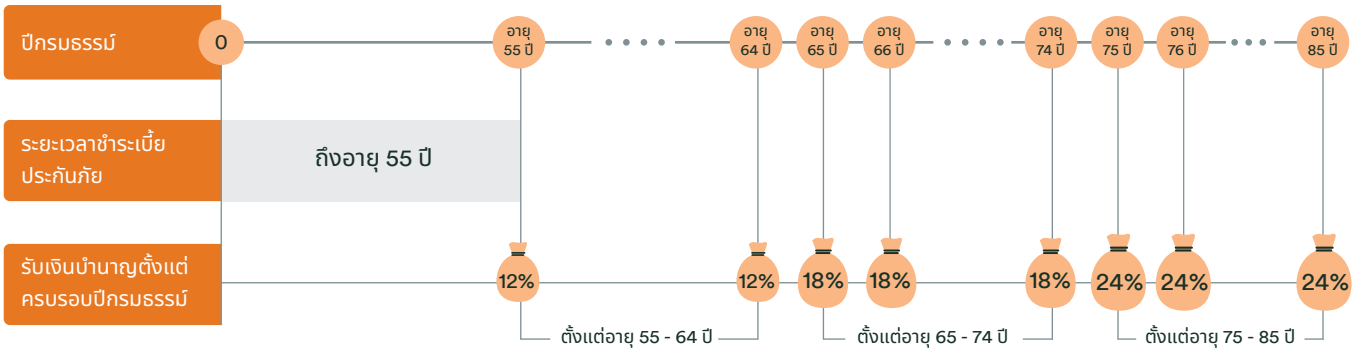 ปีกรมธรรม์
0
อายุ
55 ปี
อายุ
64 ปี
อายุ
65 ปี
อายุ
66 ปี
อายุ
74 ปี
อายุ
75 ปี
อายุ
76 ปี
อายุ
85 ปี
ระยะเวลาชำระเบี้ย
ประกันภัย
ถึงอายุ 55 ปี
รับเงินบำนาญตั้งแต่
ครบรอบปีกรมธรรม์
12%
12%
18%
18%
18%
24%
24%
24%
ตั้งแต่อายุ 55 - 64 ปี
ตั้งแต่อายุ 65 - 74 ปี
ตั้งแต่อายุ 75 - 85 ปี